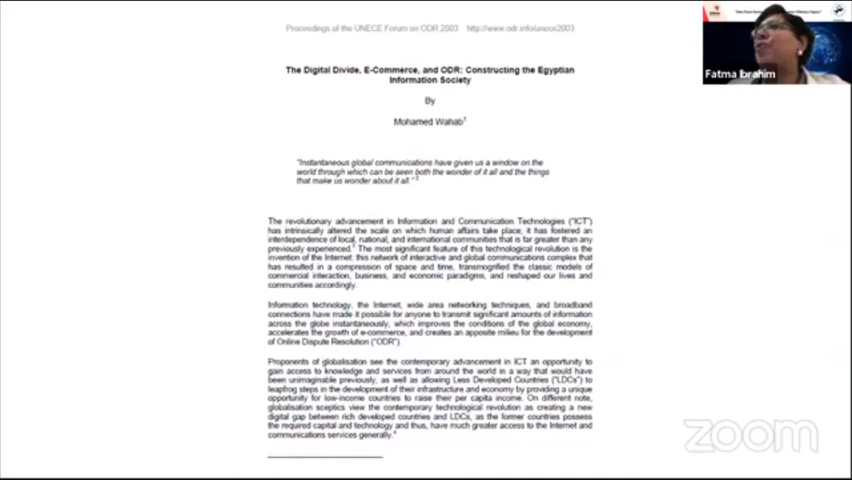 Proceedings of the UNECE Forum on ODR 2003 http://www.odr.info/unece2003
The Digital Divide, E-Commerce, and ODR: Constructing the Egyptian
Information Society
By
Mohamed Wahab1
"Instantaneous global communications have given us a window on the
world through which can be seen both the wonder of it all and the things
that make us wonder about it all." 2
The revolutionary advancement in Information and Communication Technologies ("ICT")
has intrinsically altered the scale on which human affairs take place; it has fostered an
interdependence of local, national, and international communities that is far greater than any
previously experienced.3 The most significant feature of this technological revolution is the
invention of the Internet; this network of interactive and global communications complex that
has resulted in a compression of space and time, transmogrified the classic models of
commercial interaction, business, and economic paradigms, and reshaped our lives and
communities accordingly.
Information technology, the Internet, wide area networking techniques, and broadband
connections have made it possible for anyone to transmit significant amounts of information
across the globe instantaneously, which improves the conditions of the global economy,
accelerates the growth of e-commerce, and creates an apposite milieu for the development
of Online Dispute Resolution ("ODR").
Proponents of globalisation see the contemporary advancement in ICT an opportunity to
gain access to knowledge and services from around the world in a way that would have
been unimaginable previously, as well as allowing Less Developed Countries ("LDCs") to
leapfrog steps in the development of their infrastructure and economy by providing a unique
opportunity for low-income countries to raise their per capita income. On different note,
globalisation sceptics view the contemporary technological revolution as creating a new
digital gap between rich developed countries and LDCs, as the former countries possess
the required capital and technology and thus, have much greater access to the Internet and
communications services generally.4
Fatma Ibrahim
zoom